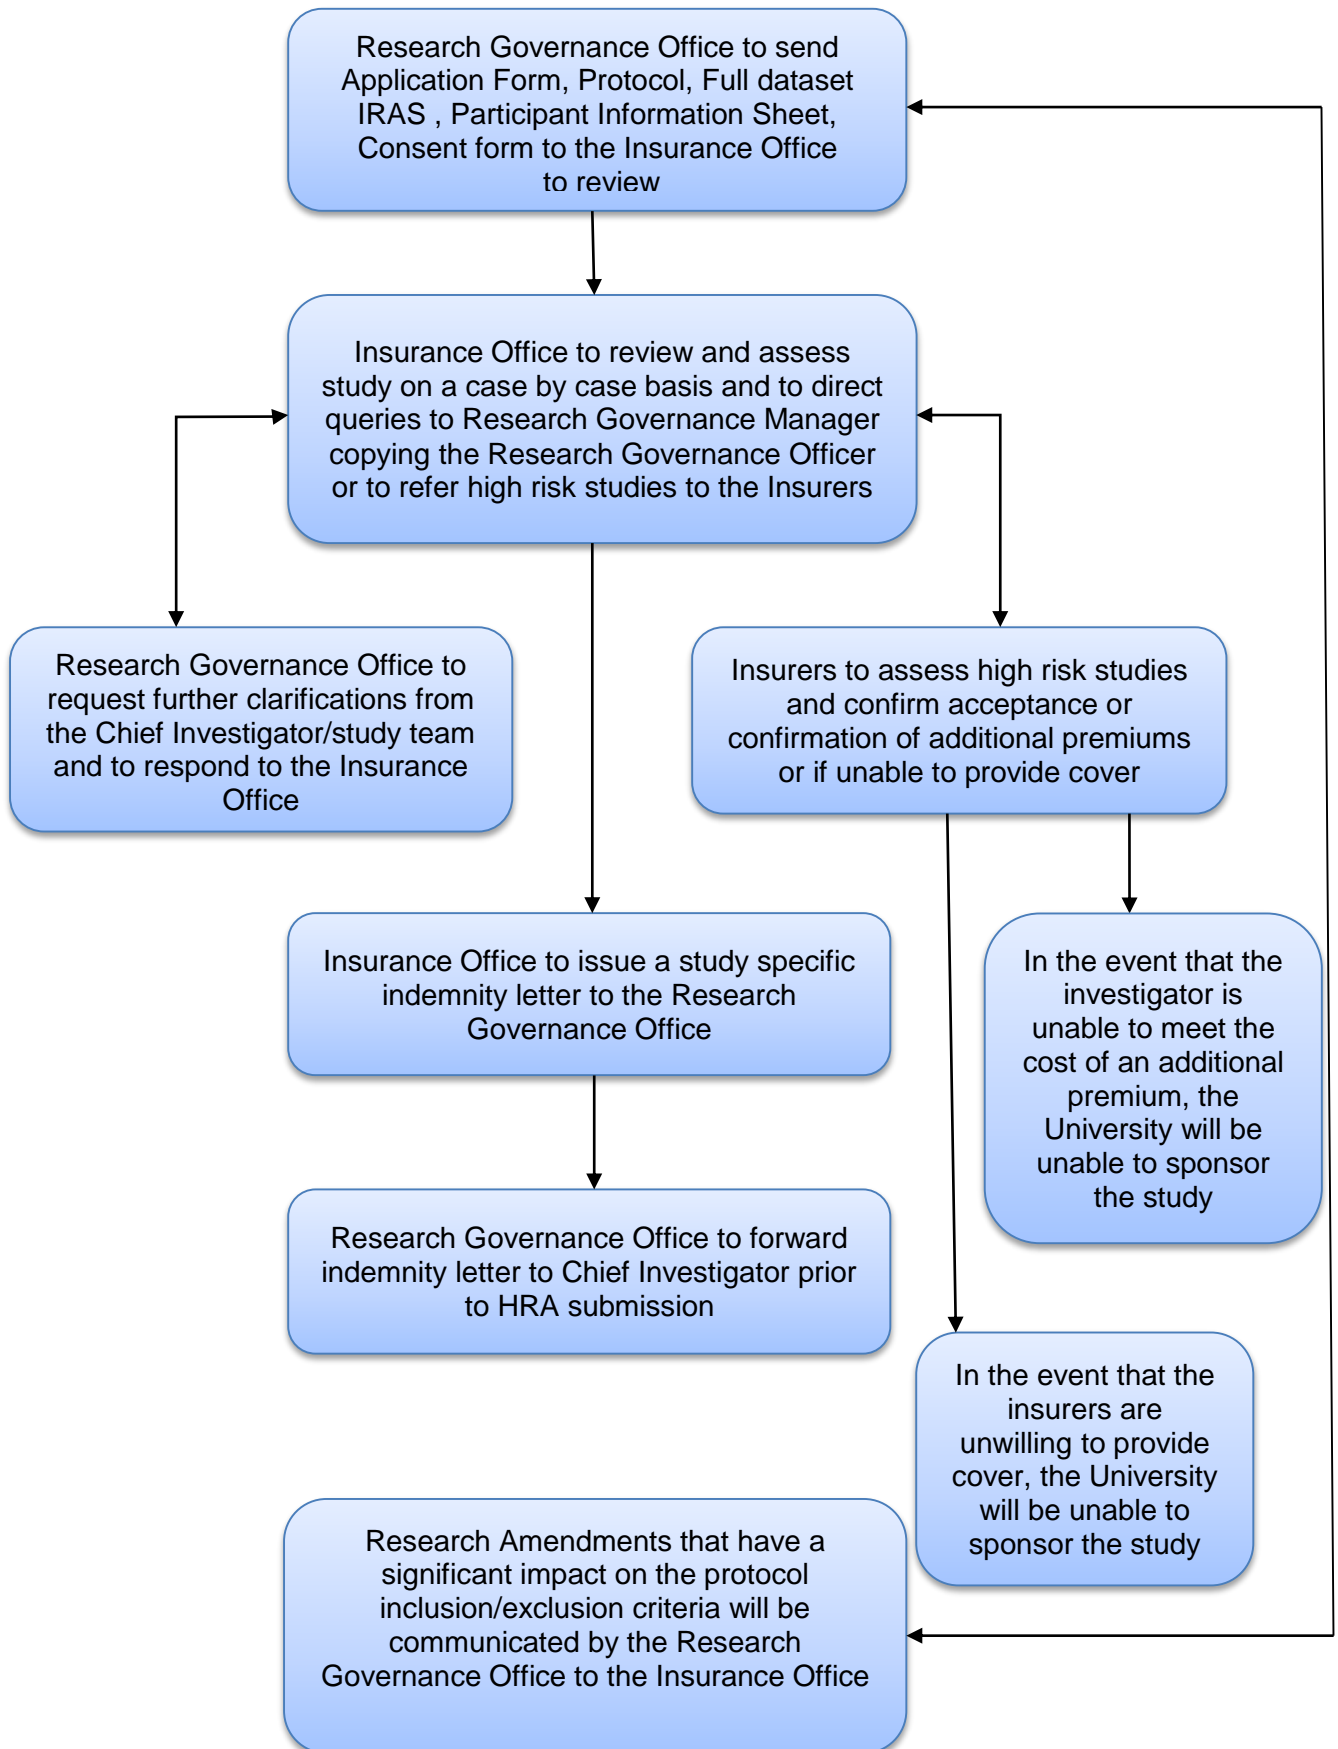 Research Governance Office to send
Application Form, Protocol, Full dataset
IRAS , Participant Information Sheet,
Consent form to the Insurance Office
to review
Insurance Office to review and assess
study on a case by case basis and to direct
queries to Research Governance Manager
copying the Research Governance Officer
or to refer high risk studies to the Insurers
Research Governance Office to
request further clarifications from
the Chief Investigator/study team
and to respond to the Insurance
Office
Insurers to assess high risk studies
and confirm acceptance or
confirmation of additional premiums
or if unable to provide cover
Insurance Office to issue a study specific
indemnity letter to the Research
Governance Office
In the event that the
investigator is
unable to meet the
cost of an additional
premium, the
University will be
unable to sponsor
the study
Research Governance Office to forward
indemnity letter to Chief Investigator prior
to HRA submission
In the event that the
insurers are
unwilling to provide
cover, the University
will be unable to
sponsor the study
Research Amendments that have a
significant impact on the protocol
inclusion/exclusion criteria will be
communicated by the Research
Governance Office to the Insurance Office